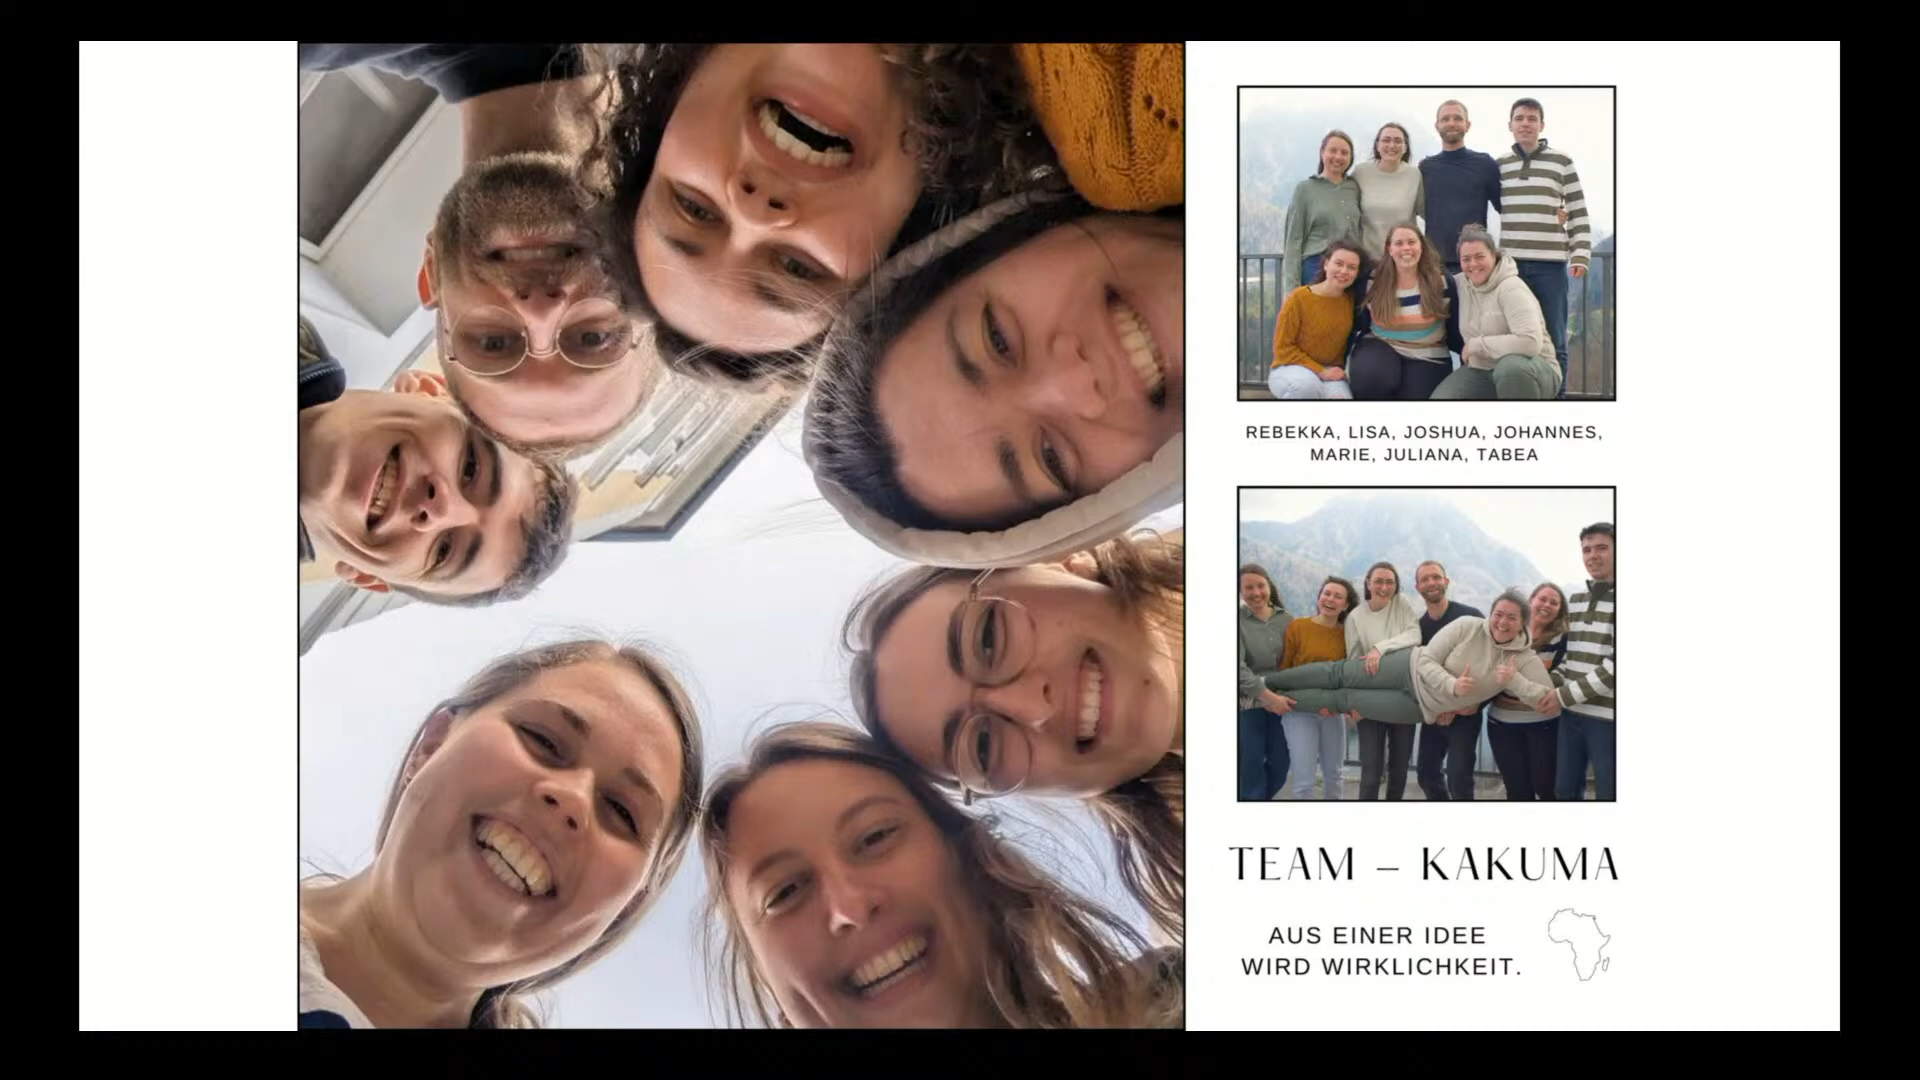 REBEKKA, LISA, JOSHUA, JOHANNES,
MARIE, JULIANA, TABEA
TEAM – KAKUMA
AUS EINER IDEE
WIRD WIRKLICHKEIT.